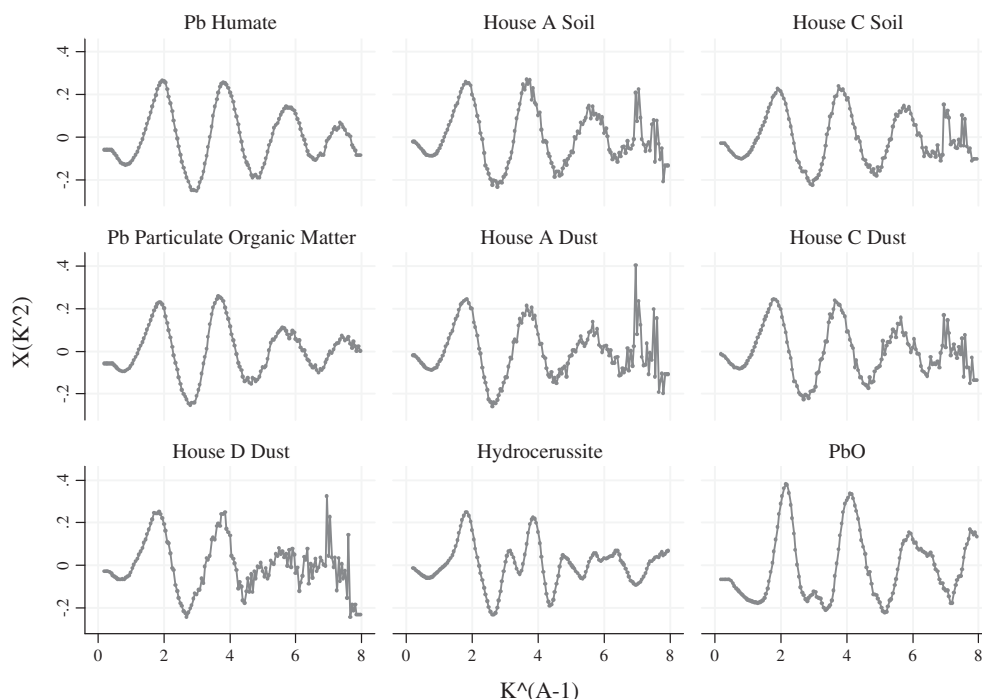 Pb Humate
House A Soil
House C Soil
.4
.2
0
-.2
Pb Particulate Organic Matter
House A Dust
House C Dust
X(K^2)
.4
.2
0
-.2
House D Dust
Hydrocerussite
PbO
.4
.2
0
-.2
0 2 4 6 8 0 2 4 6 8 0 2 4 6 8
K^(A-1)